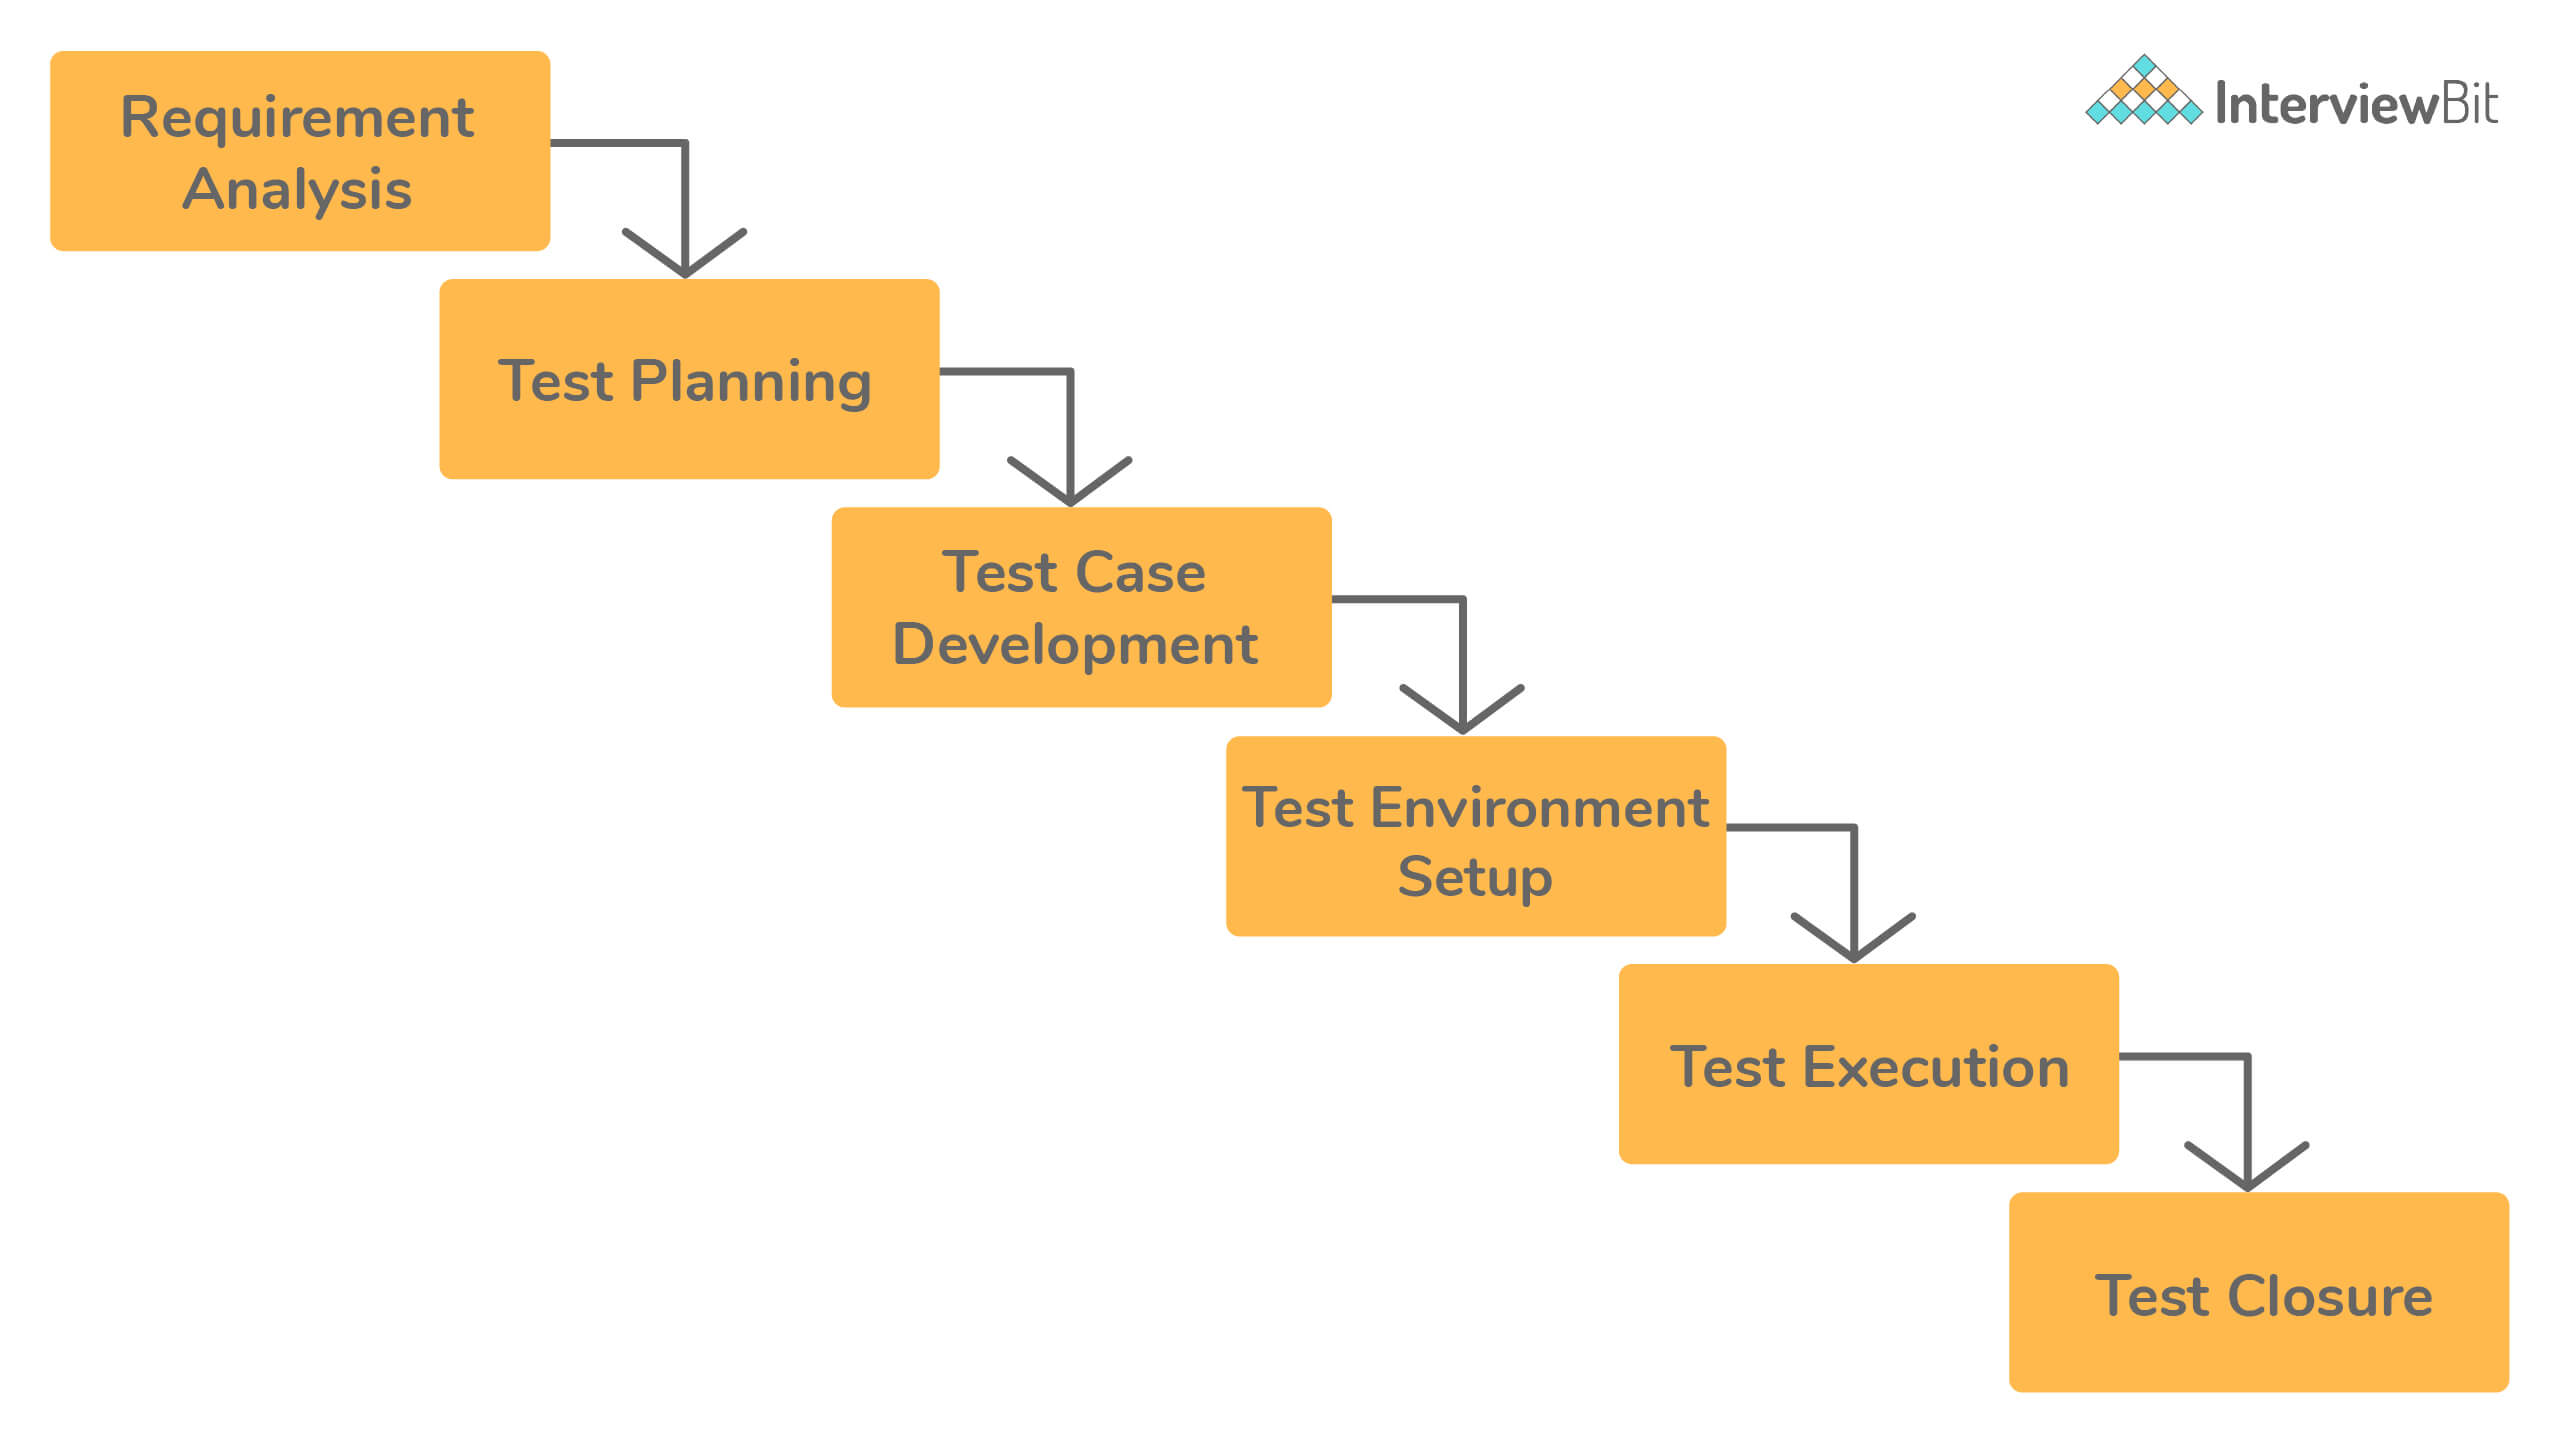 Requirement
Analysis
InterviewBit
Test Planning
Test Case
Development
Test Environment
Setup
Test Execution
Test Closure